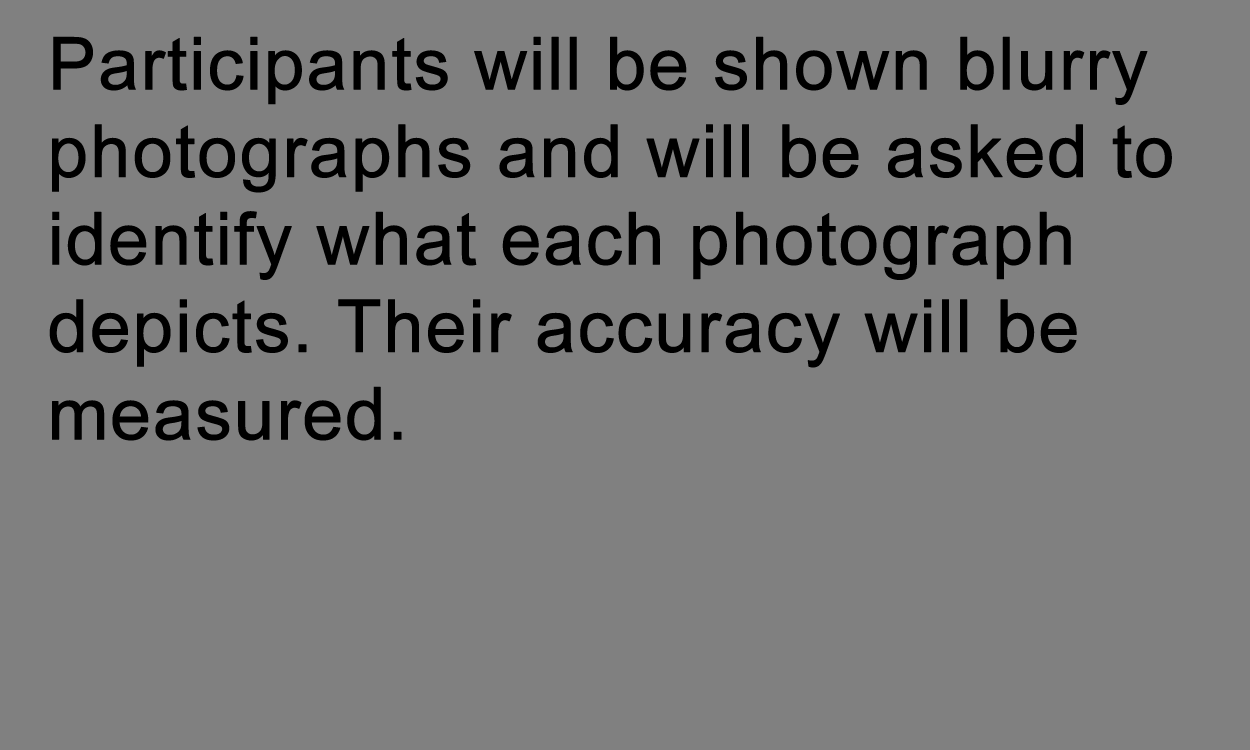 Participants will be shown blurry
photographs and will be asked to
identify what each photograph
depicts. Their accuracy will be
measured.